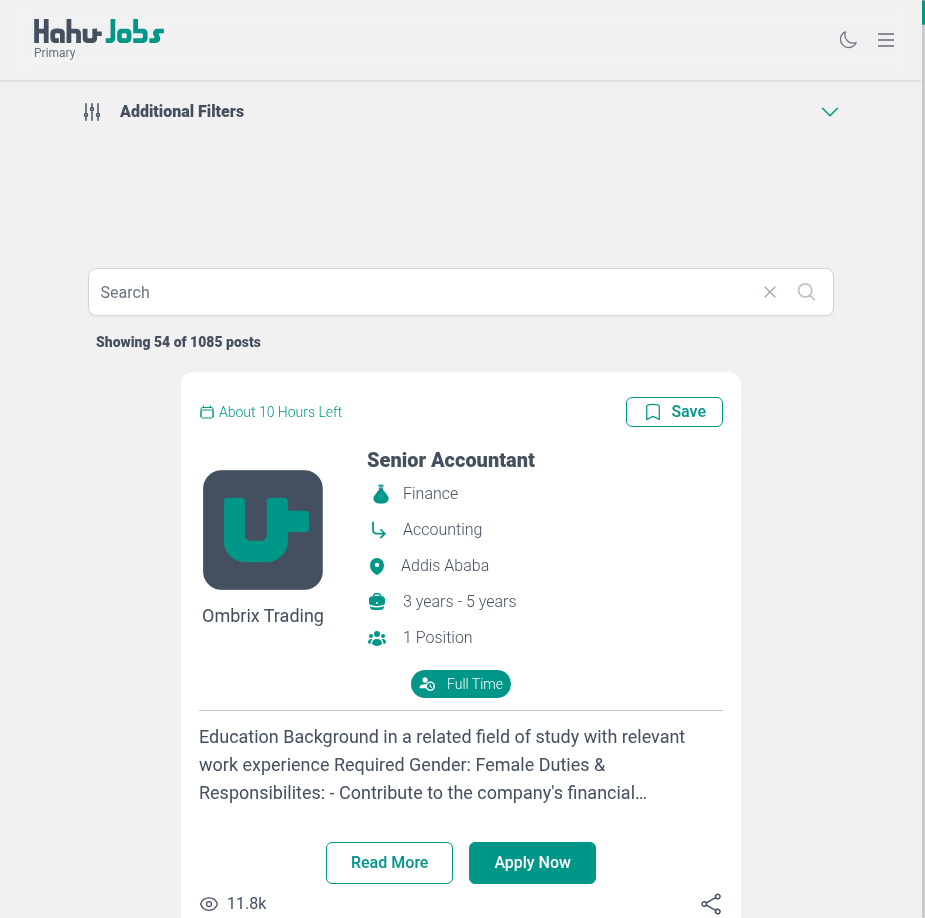 Hahu Jobs
Primary
Additional Filters
Search
Showing 54 of 1085 posts
About 10 Hours Left
Save
Senior Accountant
Finance
Accounting
Addis Ababa
3 years - 5 years
1 Position
Ombrix Trading
Full Time
Education Background in a related field of study with relevant
work experience Required Gender: Female Duties &
Responsibilites: - Contribute to the company's financial…
Read More
Apply Now
11.8k